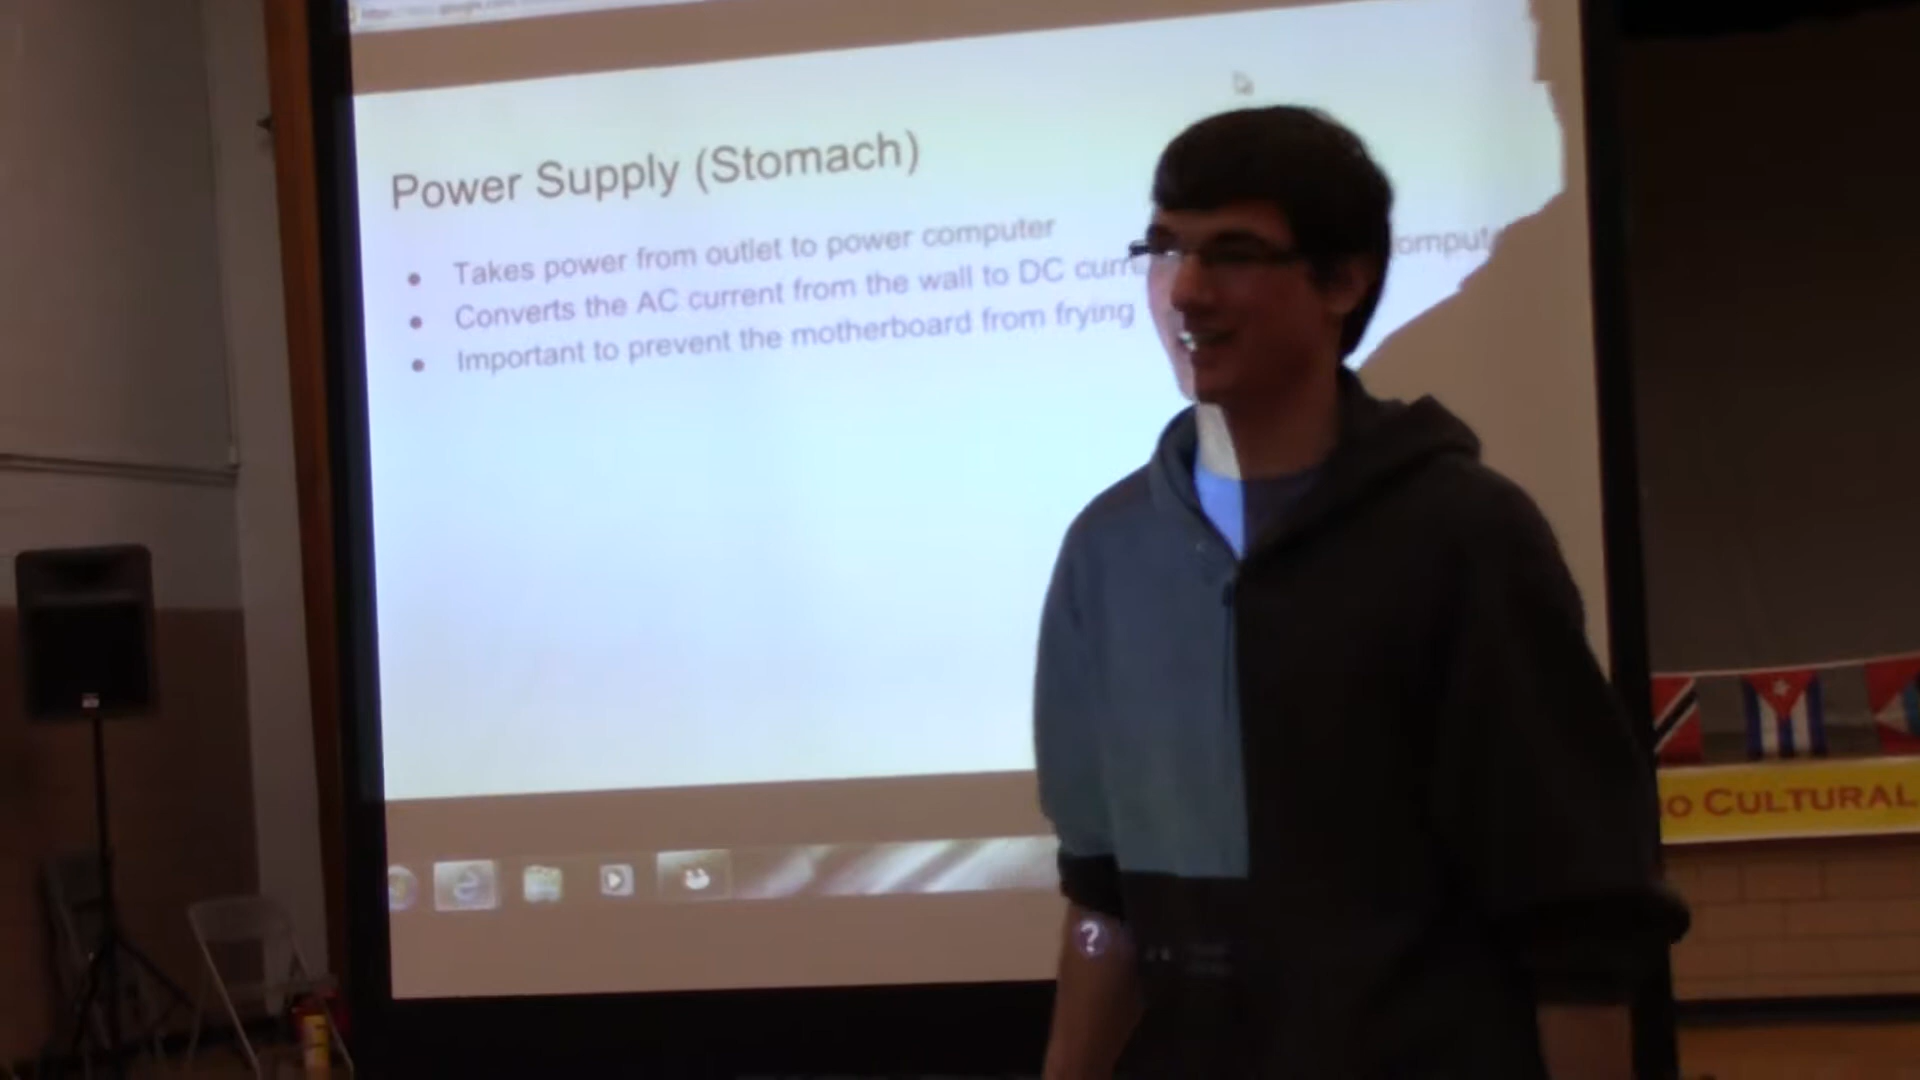 Power Supply (Stomach)
Takes power from outlet to power computer
Converts the AC current from the wall to DC
Important to prevent the motherboard from frying
?
CULTURAL